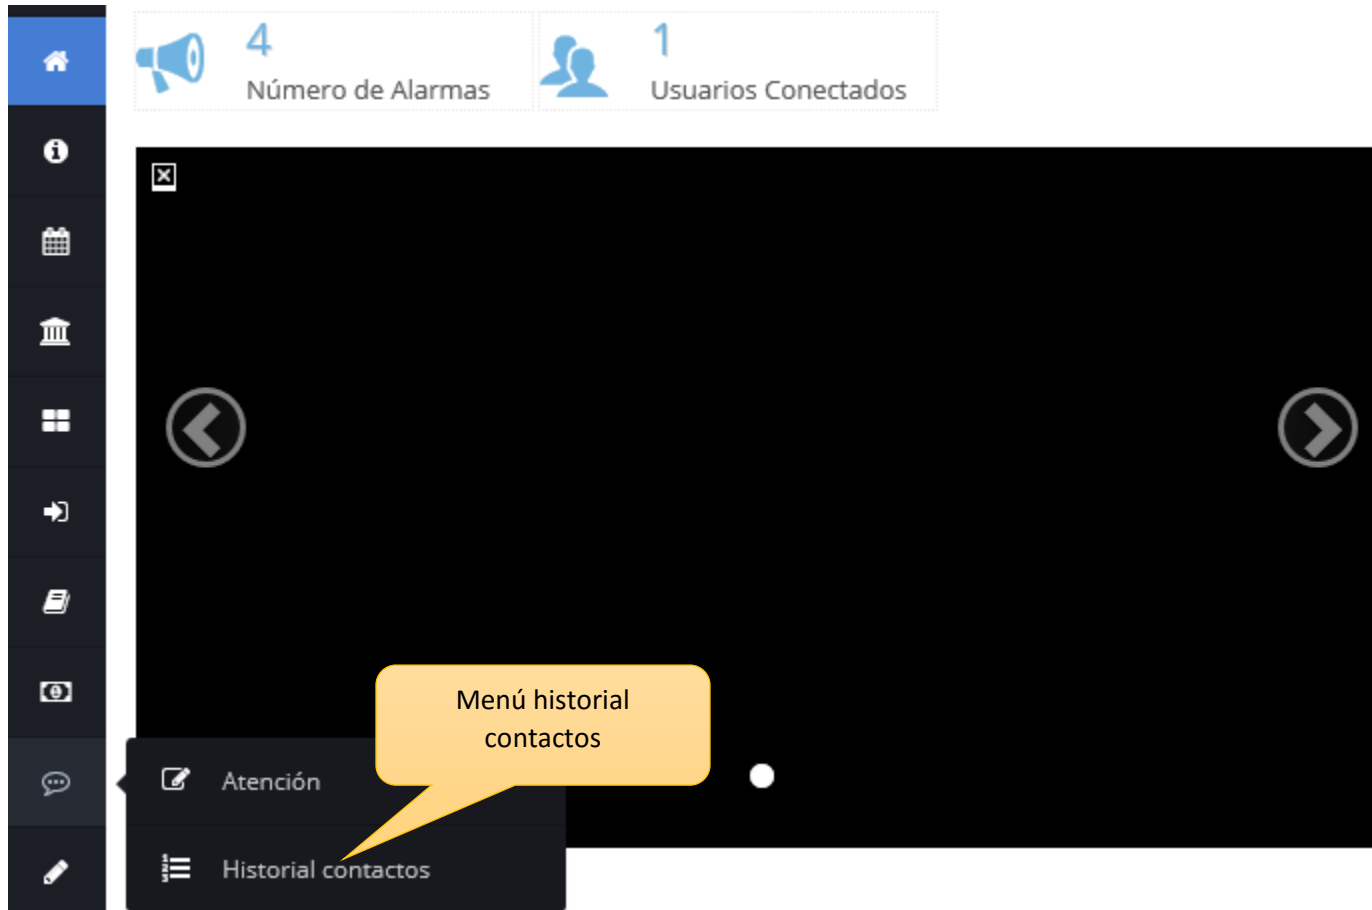 4
Número de Alarmas
1
Usuarios Conectados
Menú historial
contactos
Atención
Historial contactos